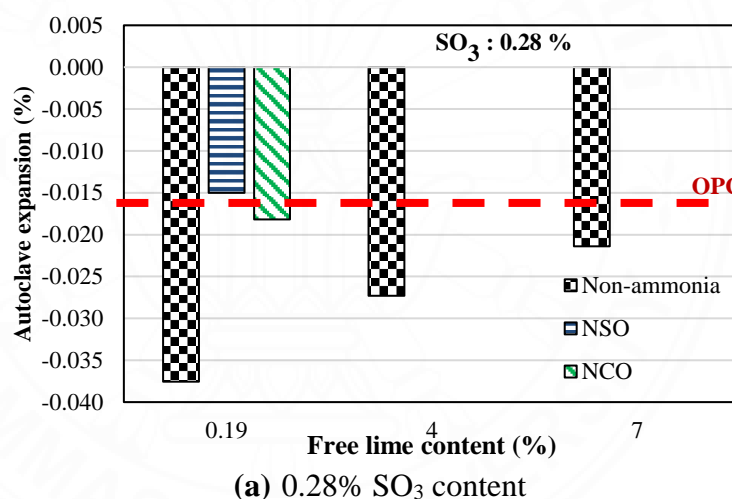 SO3 : 0.28 %
Autoclave expansion (%)
0.005
0.000
-0.005
-0.010
-0.015
-0.020
-0.025
-0.030
-0.035
-0.040
OPC
Non-ammonia
NSO
NCO
0.19
4
7
Free lime content (%)
(a) 0.28% SO3 content